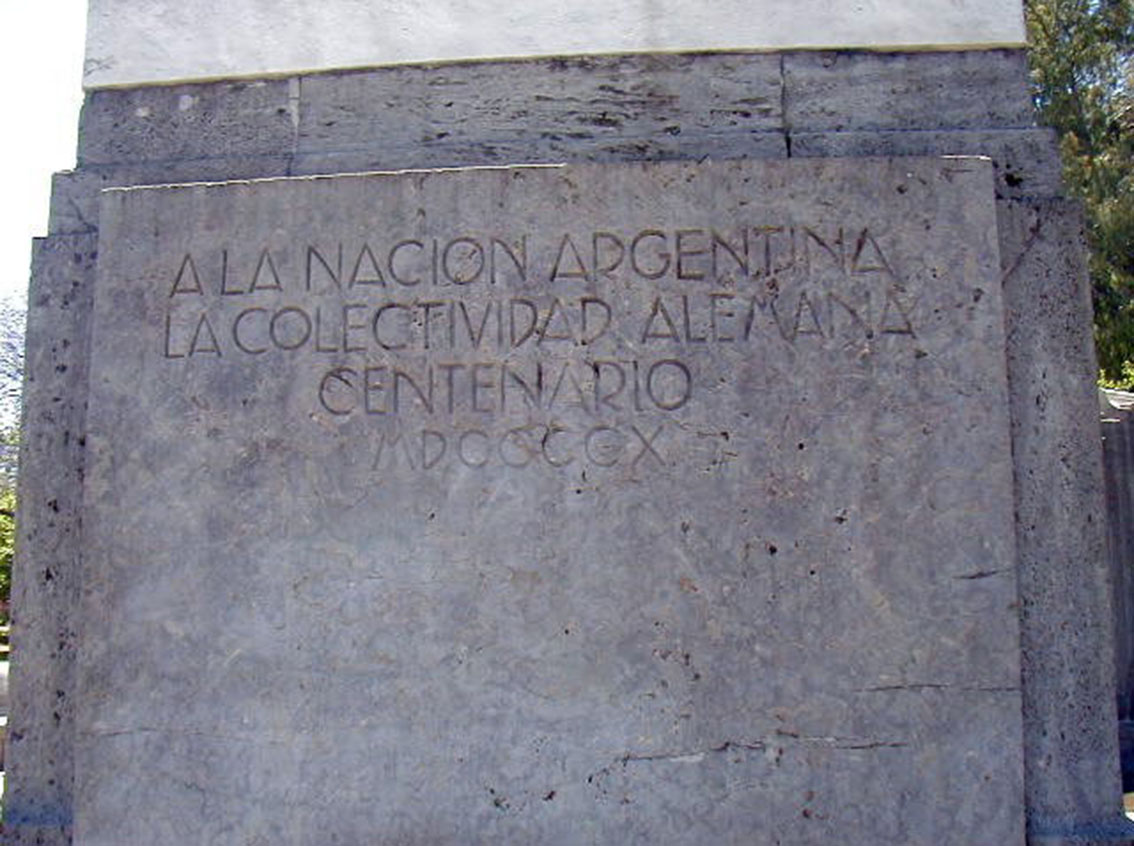 A LA NACION ARGENTINA
LA COLECTIVIDAD ALEMANA
CENTENARIO
MDCCCCX